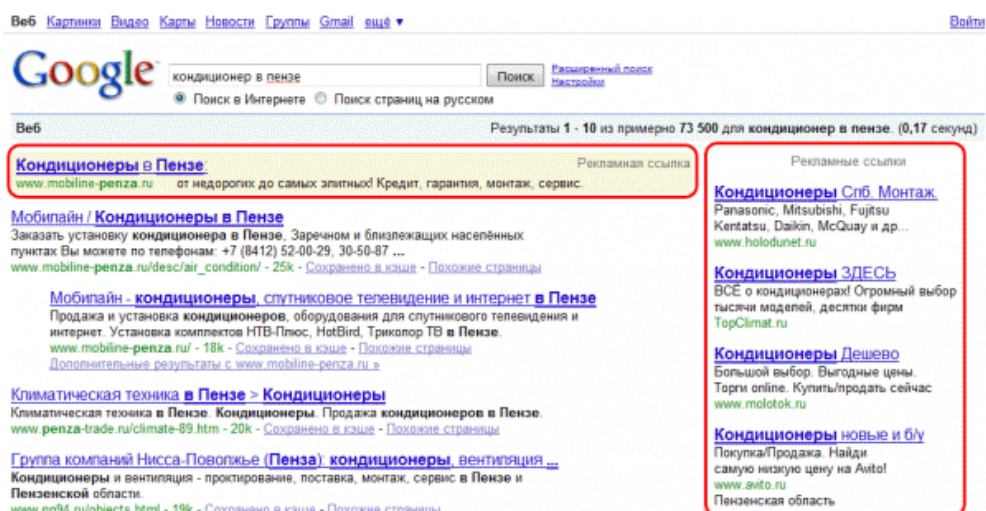 Веб Картинки Видео Карты Новости Группы Gmail ещё ▼
Войти
Google
кондиционер в пензе
Поиск
Расширенный поиск
Настройки
Поиск в Интернете Поиск страниц на русском
Веб
Результаты 1 - 10 из примерно 73 500 для кондиционер в пензе. (0,17 секунд)
Кондиционеры в Пензе:
Рекламная ссылка
www.mobiline-penza.ru от недорогих до самых элитных! Кредит, гарантия, монтаж, сервис.
Мобилайн / Кондиционеры в Пензе
Заказать установку кондиционера в Пензе, Заречном и близлежащих населённых
пунктах Вы можете по телефонам: +7 (8412) 52-00-29, 30-50-87 ...
www.mobiline-penza.ru/desc/air_condition/ - 25k - Сохранено в кэше - Похожие страницы
Мобилайн - кондиционеры, спутниковое телевидение и интернет в Пензе
Продажа и установка кондиционеров, оборудования для спутникового телевидения и
интернет. Установка комплектов НТВ-Плюс, HotBird, Триколор ТВ в Пензе.
www.mobiline-penza.ru/ - 18k - Сохранено в кэше - Похожие страницы
Дополнительные результаты с www.mobiline-penza.ru »
Климатическая техника в Пензе > Кондиционеры
Климатическая техника в Пензе. Кондиционеры. Продажа кондиционеров в Пензе.
www.penza-trade.ru/climate-89.htm - 20k - Сохранено в кэше - Похожие страницы
Группа компаний Нисса-Поволжье (Пенза): кондиционеры, вентиляция ...
Кондиционеры и вентиляция - проктирование, поставка, монтаж, сервис в Пензе и
Пензенской области.
www.np94.ru/objects.html - 19k - Сохранено в кэше - Похожие страницы
Рекламные ссылки
Кондиционеры Спб. Монтаж.
Panasonic, Mitsubishi, Fujitsu
Kentatsu, Daikin, McQuay и др...
www.holodunet.ru
Кондиционеры ЗДЕСЬ
ВСЁ о кондиционерах! Огромный выбор
тысячи моделей, десятки фирм
TopClimat.ru
Кондиционеры Дешево
Большой выбор. Выгодные цены.
Торги online. Купить/продать сейчас
www.molotok.ru
Кондиционеры новые и б/у
Покупка/Продажа. Найди
самую низкую цену на Avito!
www.avito.ru
Пензенская область